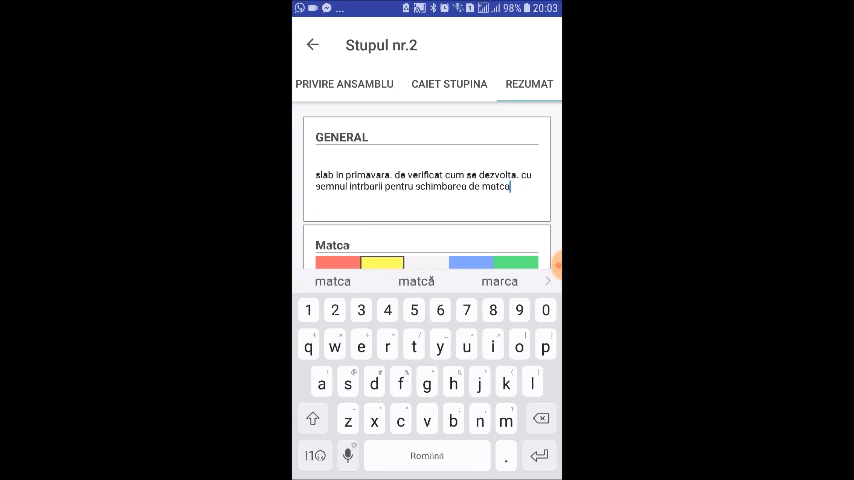 ... 98% 20:03
Stupul nr.2
PRIVIRE ANSAMBLU CAIET STUPINA REZUMAT
GENERAL
slab in primavara. de verificat cum se dezvolta. cu
semnul intrbarii pentru schimbarea de matca
Matca
matca matcă marca
1 2 3 4 5 6 7 8 9 0
q w e r t y u i o p
a s d f g h j k l
z x c v b n m
!1☺ Română .